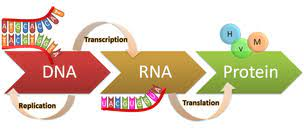 Transcription
H
M
V
DNA
RNA
Protein
Replication
Translation